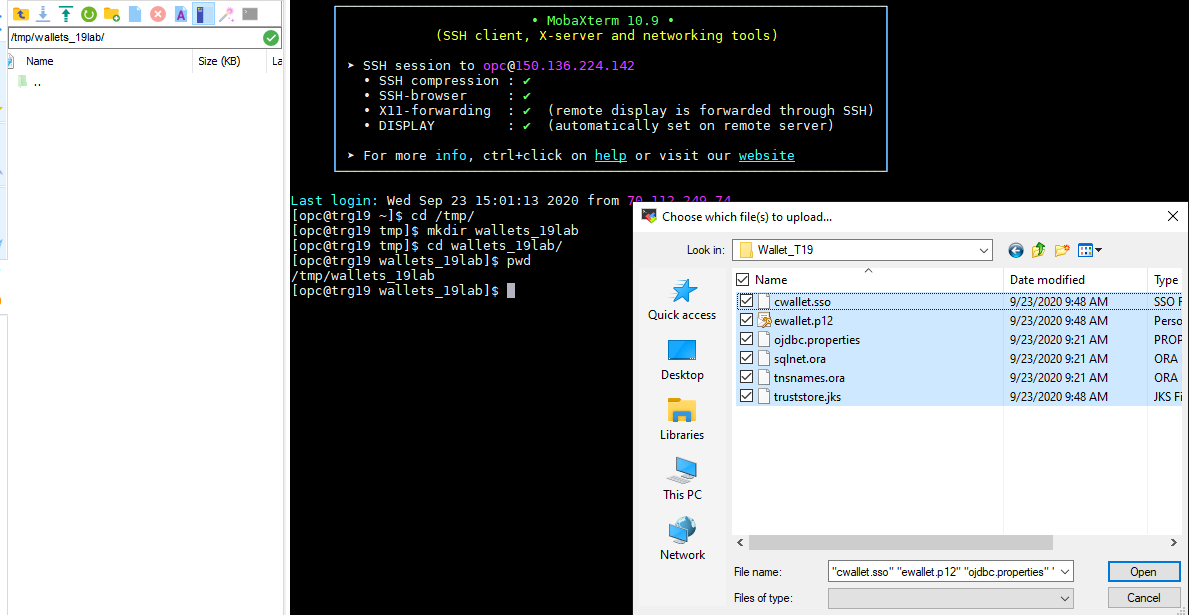 /tmp/wallets_19lab/
Name Size (KB) La
..
• MobaXterm 10.9 •
(SSH client, X-server and networking tools)
➤ SSH session to opc@150.136.224.142
• SSH compression : ✔
• SSH-browser : ✔
• X11-forwarding : ✔ (remote display is forwarded through SSH)
• DISPLAY : ✔ (automatically set on remote server)
➤ For more info, ctrl+click on help or visit our website
Last login: Wed Sep 23 15:01:13 2020 from 70.112.249.74
[opc@trg19 ~]$ cd /tmp/
[opc@trg19 tmp]$ mkdir wallets_19lab
[opc@trg19 tmp]$ cd wallets_19lab/
[opc@trg19 wallets_19lab]$ pwd
/tmp/wallets_19lab
[opc@trg19 wallets_19lab]$
Choose which file(s) to upload...
Look in: Wallet_T19
Quick access
Desktop
Libraries
This PC
Network
Name Date modified Type
cwallet.sso 9/23/2020 9:48 AM SSO F
ewallet.p12 9/23/2020 9:48 AM Perso
ojdbc.properties 9/23/2020 9:21 AM PROP
sqlnet.ora 9/23/2020 9:21 AM ORA
tnsnames.ora 9/23/2020 9:21 AM ORA
truststore.jks 9/23/2020 9:48 AM JKS Fi
File name: "cwallet.sso" "ewallet.p12" "ojdbc.properties" " Open
Files of type: Cancel